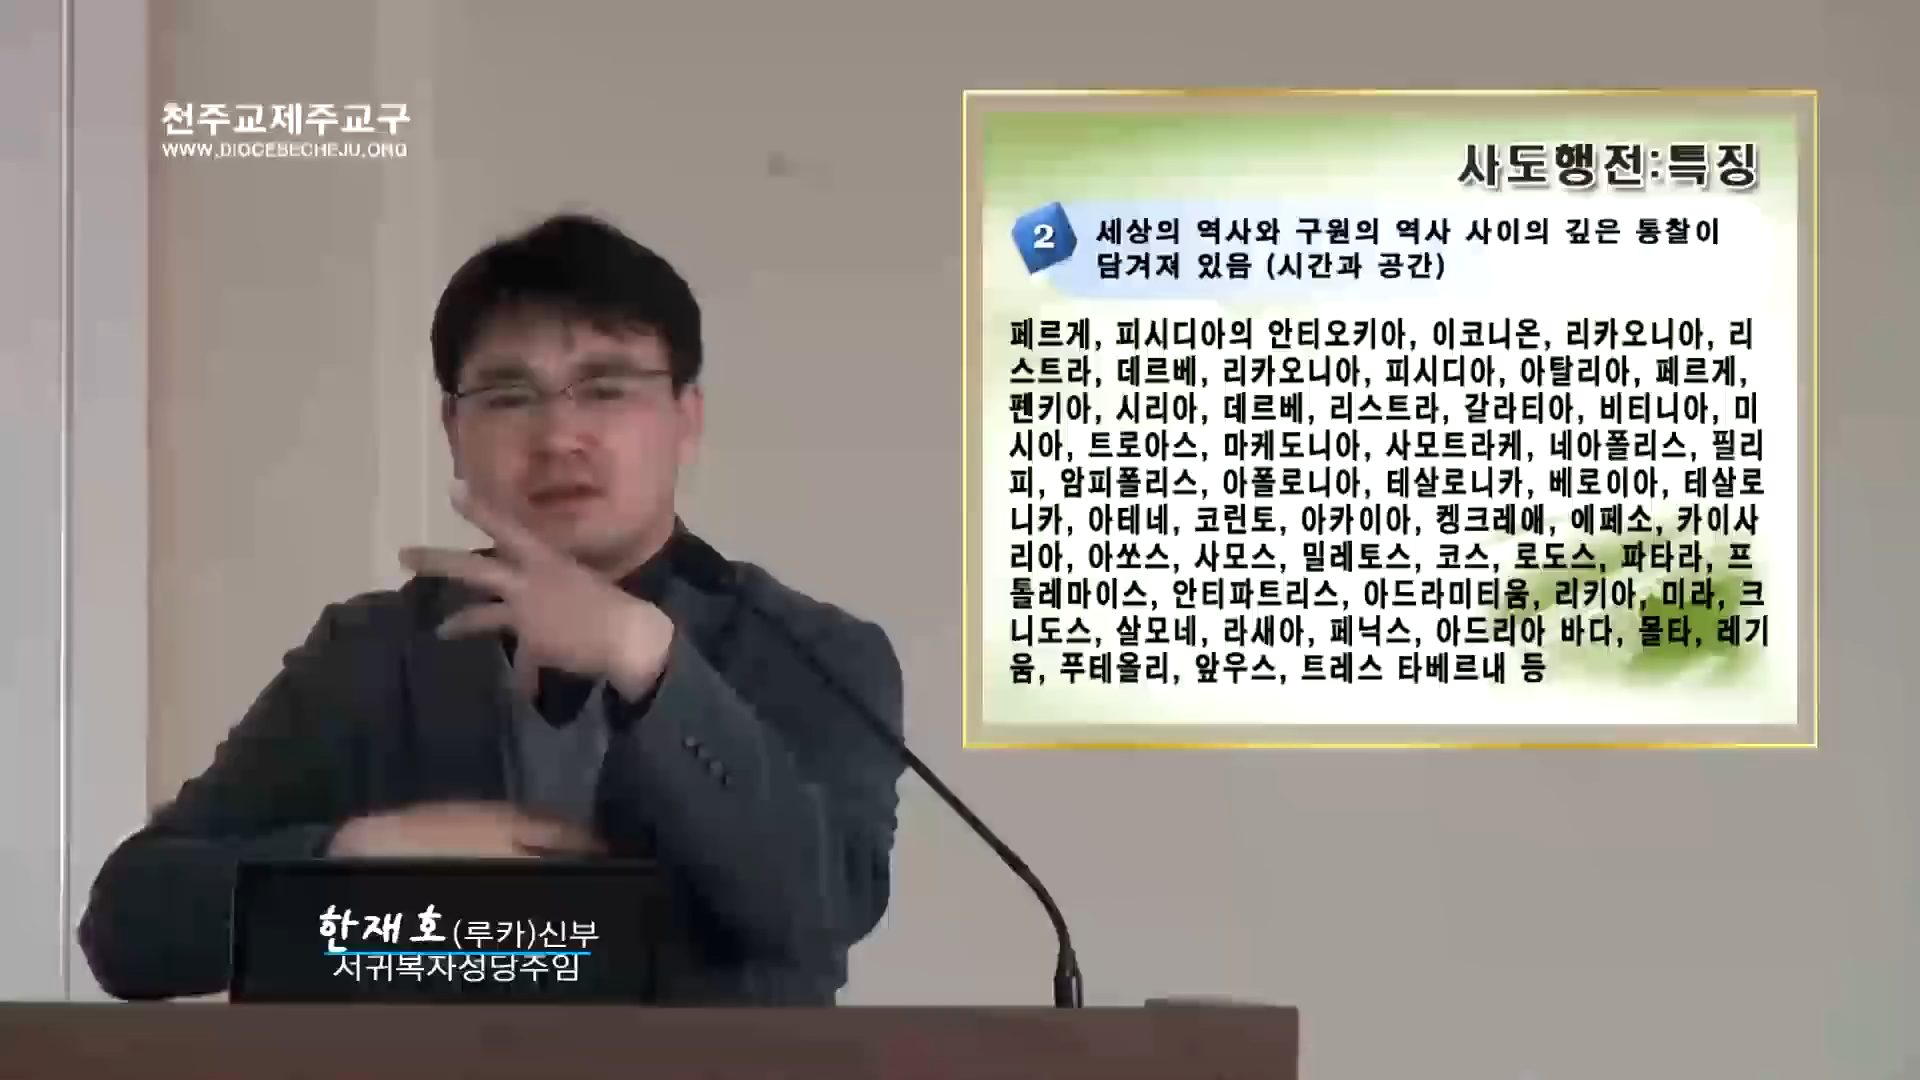 천주교제주교구
WWW.DIOCESECHEJU.ORG
사도행전:특징
2
세상의 역사와 구원의 역사 사이의 깊은 통찰이
담겨져 있음 (시간과 공간)
페르게, 피시디아의 안티오키아, 이코니온, 리카오니아, 리
스트라, 데르베, 리카오니아, 피시디아, 아탈리아, 페르게,
펜키아, 시리아, 데르베, 리스트라, 갈라티아, 비티니아, 미
시아, 트로아스, 마케도니아, 사모트라케, 네아폴리스, 필리
피, 암피폴리스, 아폴로니아, 테살로니카, 베로이아, 테살로
니카, 아테네, 코린토, 아카이아, 켕크레애, 에페소, 카이사
리아, 아쏘스, 사모스, 밀레토스, 코스, 로도스, 파타라, 프
톨레마이스, 안티파트리스, 아드라미티움, 리키아, 미라, 크
니도스, 살모네, 라새아, 페닉스, 아드리아 바다, 몰타, 레기
움, 푸테올리, 앞우스, 트레스 타베르내 등
한재호(루카)신부
서귀복자성당주임